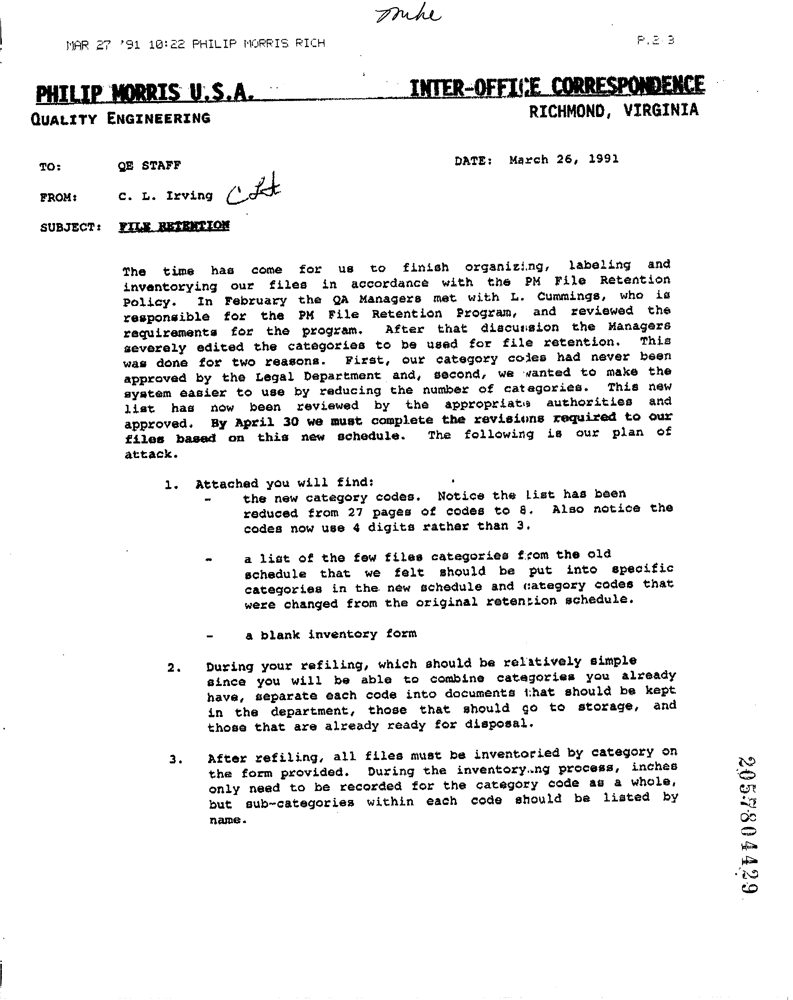 Mike
MAR 27 '91 10:22 PHILIP MORRIS RICH P.2/3
PHILIP MORRIS U.S.A. INTER-OFFICE CORRESPONDENCE
QUALITY ENGINEERING RICHMOND, VIRGINIA
TO: QE STAFF DATE: March 26, 1991
FROM: C. L. Irving
SUBJECT: FILE RETENTION
The time has come for us to finish organizing, labeling and
inventorying our files in accordance with the PM File Retention
Policy. In February the QA Managers met with L. Cummings, who is
responsible for the PM File Retention Program, and reviewed the
requirements for the program. After that discussion the Managers
severely edited the categories to be used for file retention. This
was done for two reasons. First, our category codes had never been
approved by the Legal Department and, second, we wanted to make the
system easier to use by reducing the number of categories. This new
list has now been reviewed by the appropriate authorities and
approved. By April 30 we must complete the revisions required to our
files based on this new schedule. The following is our plan of
attack.
1. Attached you will find:
- the new category codes. Notice the list has been
reduced from 27 pages of codes to 8. Also notice the
codes now use 4 digits rather than 3.
- a list of the few files categories from the old
schedule that we felt should be put into specific
categories in the new schedule and category codes that
were changed from the original retention schedule.
- a blank inventory form
2. During your refiling, which should be relatively simple
since you will be able to combine categories you already
have, separate each code into documents that should be kept
in the department, those that should go to storage, and
those that are already ready for disposal.
3. After refiling, all files must be inventoried by category on
the form provided. During the inventorying process, inches
only need to be recorded for the category code as a whole,
but sub-categories within each code should be listed by
name.
2057804429